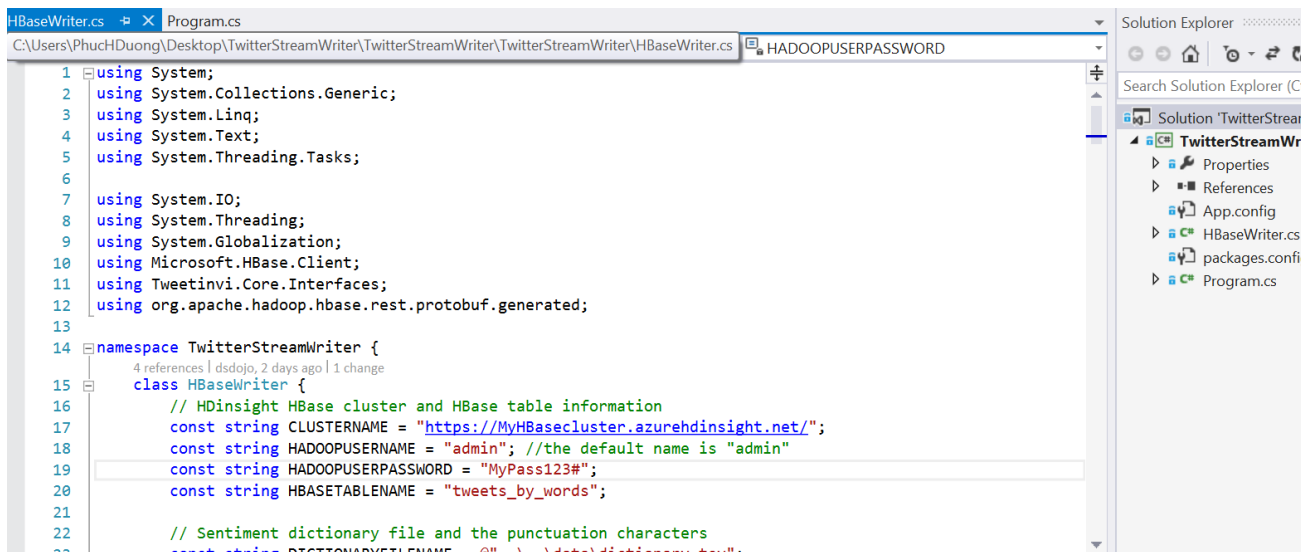 HBaseWriter.cs Program.cs
C:\Users\PhucHDuong\Desktop\TwitterStreamWriter\TwitterStreamWriter\TwitterStreamWriter\HBaseWriter.cs HADOOPUSERPASSWORD
1 using System;
2 using System.Collections.Generic;
3 using System.Linq;
4 using System.Text;
5 using System.Threading.Tasks;
6
7 using System.IO;
8 using System.Threading;
9 using System.Globalization;
10 using Microsoft.HBase.Client;
11 using Tweetinvi.Core.Interfaces;
12 using org.apache.hadoop.hbase.rest.protobuf.generated;
13
14 namespace TwitterStreamWriter {
4 references | dsdojo, 2 days ago | 1 change
15 class HBaseWriter {
16 // HDinsight HBase cluster and HBase table information
17 const string CLUSTERNAME = "https://MyHBasecluster.azurehdinsight.net/";
18 const string HADOOPUSERNAME = "admin"; //the default name is "admin"
19 const string HADOOPUSERPASSWORD = "MyPass123#";
20 const string HBASETABLENAME = "tweets_by_words";
21
22 // Sentiment dictionary file and the punctuation characters
Solution Explorer
Search Solution Explorer (C
Solution 'TwitterStrea
C# TwitterStreamWr
Properties
References
App.config
C# HBaseWriter.cs
packages.confi
C# Program.cs